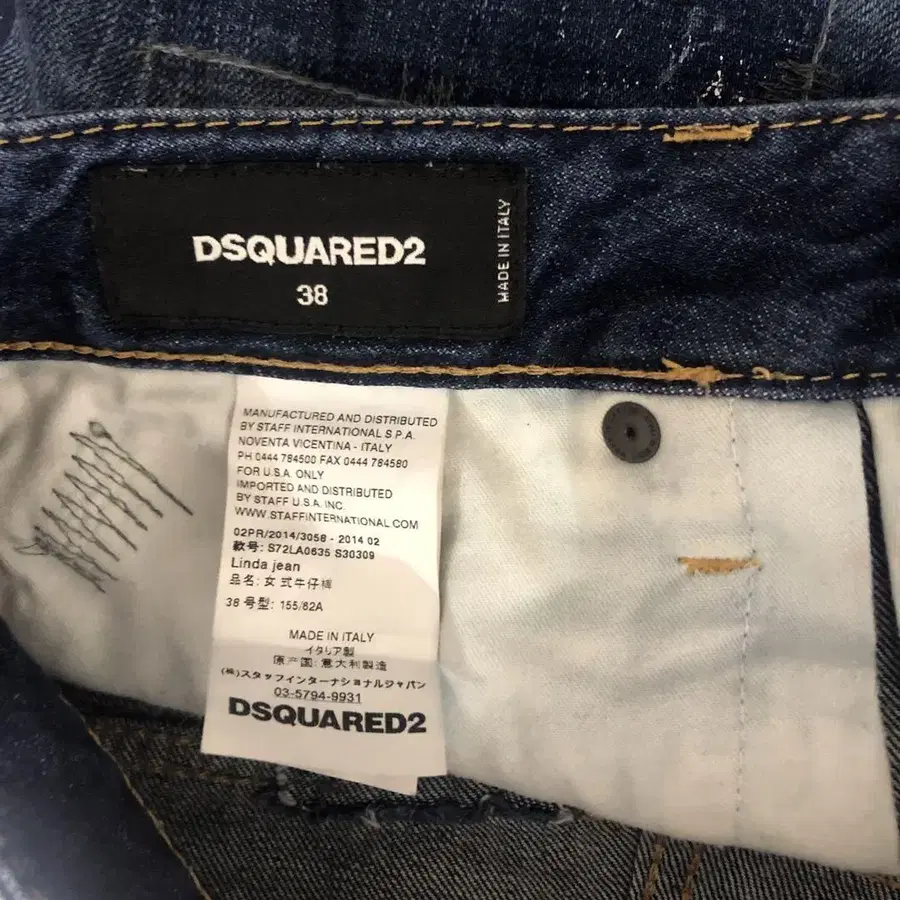 DSQUARED2
38
MADE IN ITALY
MANUFACTURED AND DISTRIBUTED
BY STAFF INTERNATIONAL S.P.A.
NOVENTA VICENTINA - ITALY
PH 0444 784500 FAX 0444 784580
FOR U.S.A. ONLY
IMPORTED AND DISTRIBUTED
BY STAFF U.S.A. INC.
WWW.STAFFINTERNATIONAL.COM
02PR/2014/3058 - 2014 02
款号: S72LA0635 S30309
Linda jean
品名: 女式牛仔裤
38 号型: 155/62A
MADE IN ITALY
イタリア製
原产国: 意大利製造
(株)スタッフインターナショナルジャパン
03-5794-9931
DSQUARED2